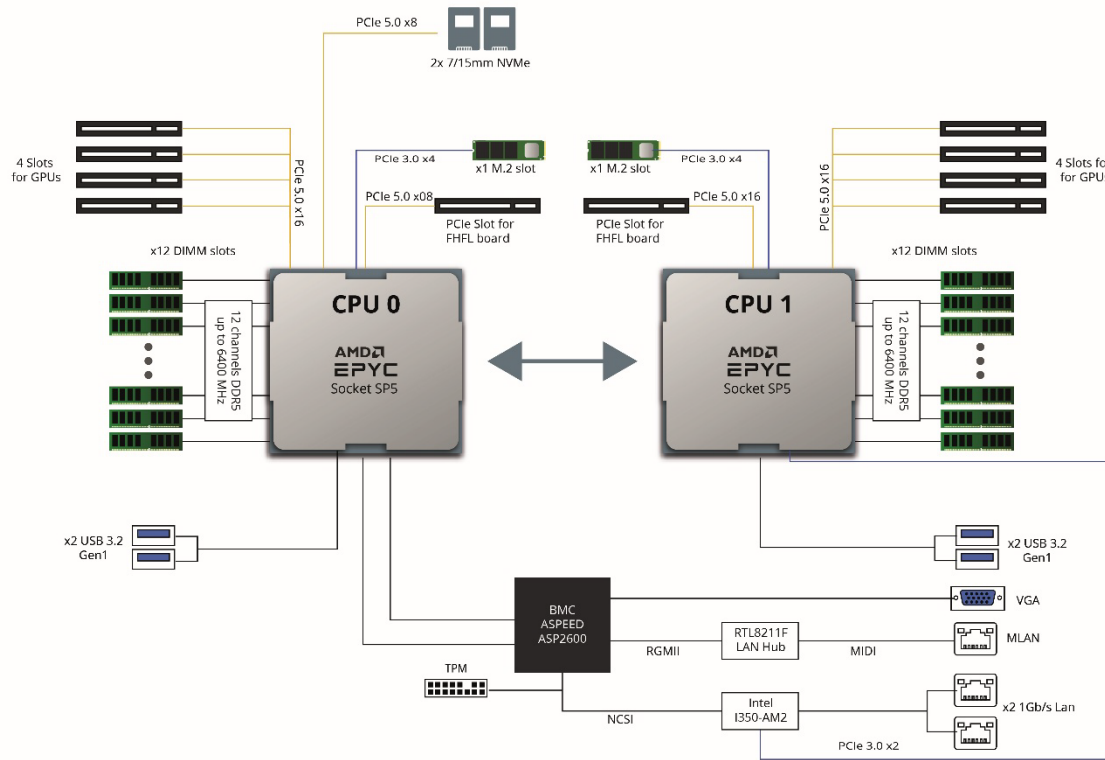 PCIe 5.0 x8
2x 7/15mm NVMe
4 Slots
for GPUs
PCIe 5.0 x16
PCIe 3.0 x4
x1 M.2 slot
PCIe 5.0 x08
PCIe Slot for
FHFL board
x1 M.2 slot
PCIe 3.0 x4
PCIe Slot for
FHFL board
PCIe 5.0 x16
PCIe 5.0 x16
4 Slots fo
for GPUs
x12 DIMM slots
12 channels DDR5
up to 6400 MHz
CPU 0
AMD
EPYC
Socket SP5
CPU 1
AMD
EPYC
Socket SP5
x12 DIMM slots
12 channels DDR5
up to 6400 MHz
x2 USB 3.2
Gen1
x2 USB 3.2
Gen1
BMC
ASPEED
ASP2600
VGA
RGMII
RTL8211F
LAN Hub
MIDI
MLAN
TPM
NCSI
Intel
I350-AM2
x2 1Gb/s Lan
PCIe 3.0 x2